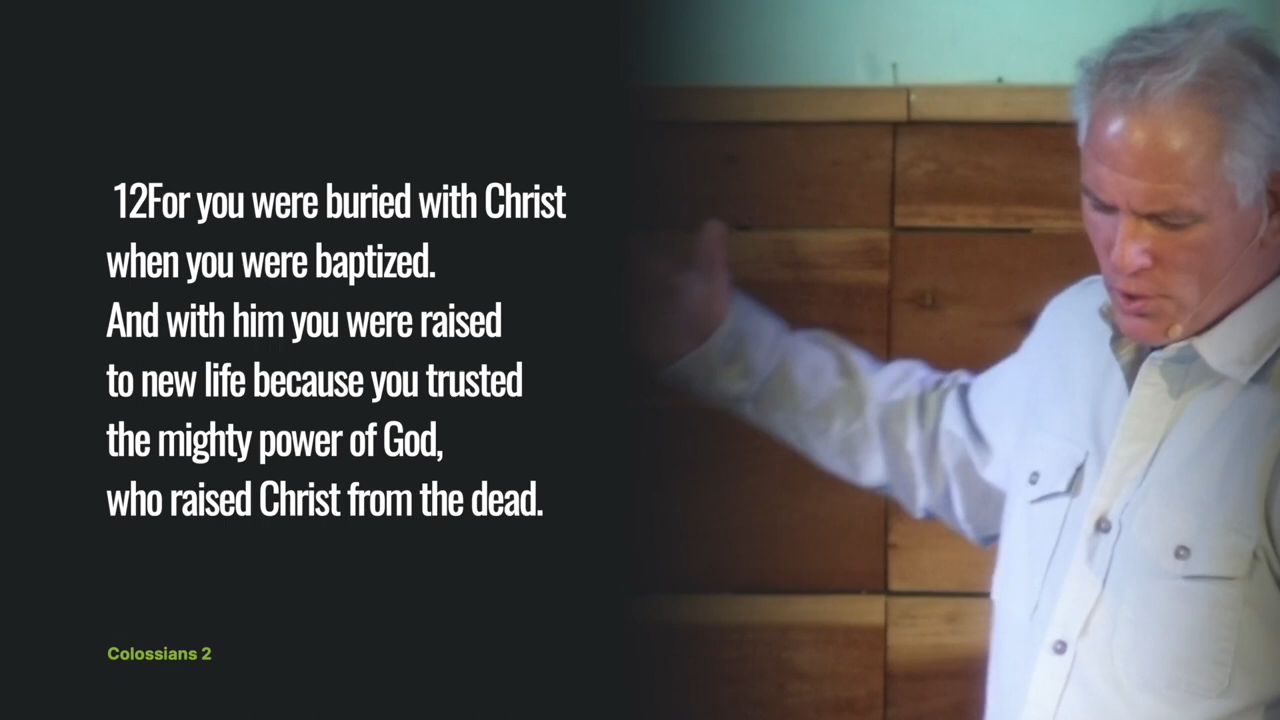 12For you were buried with Christ
when you were baptized.
And with him you were raised
to new life because you trusted
the mighty power of God,
who raised Christ from the dead.
Colossians 2